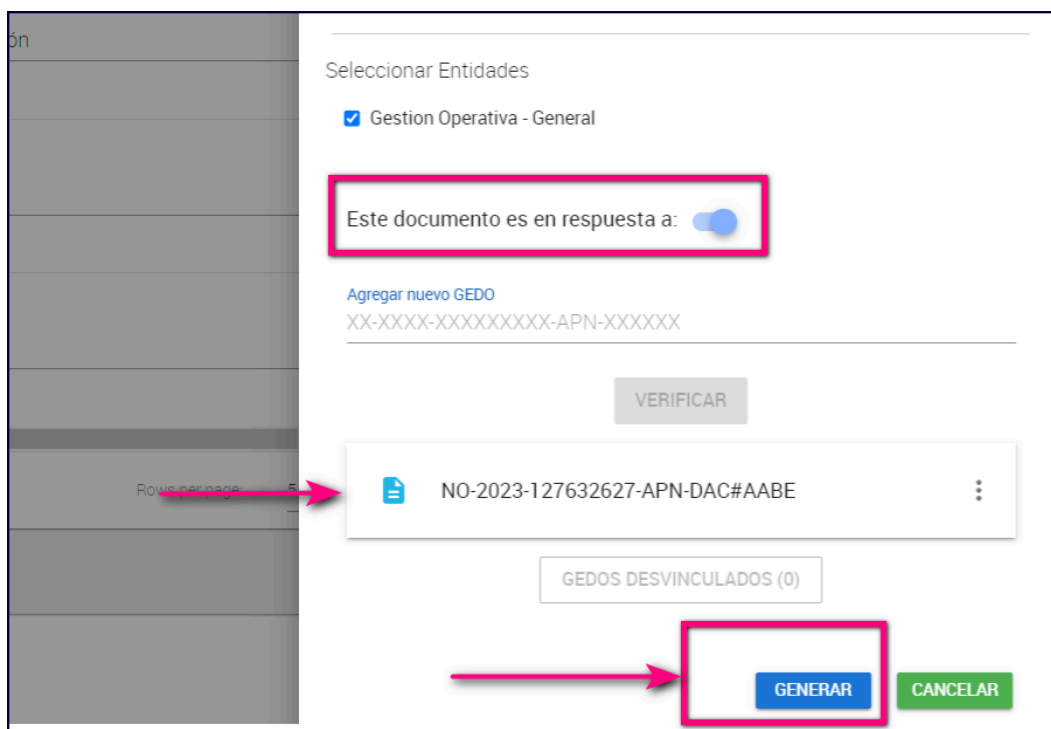 ón
Seleccionar Entidades
Gestion Operativa - General
Este documento es en respuesta a:
Agregar nuevo GEDO
XX-XXXX-XXXXXXXXX-APN-XXXXXX
VERIFICAR
Rows per page: 5
NO-2023-127632627-APN-DAC#AABE
GEDOS DESVINCULADOS (0)
GENERAR
CANCELAR